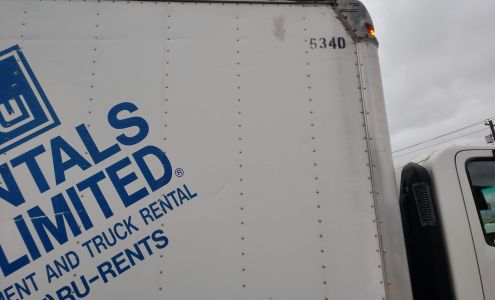 6340
NTALS
LIMITED®
ENT AND TRUCK RENTAL
ARU-RENTS